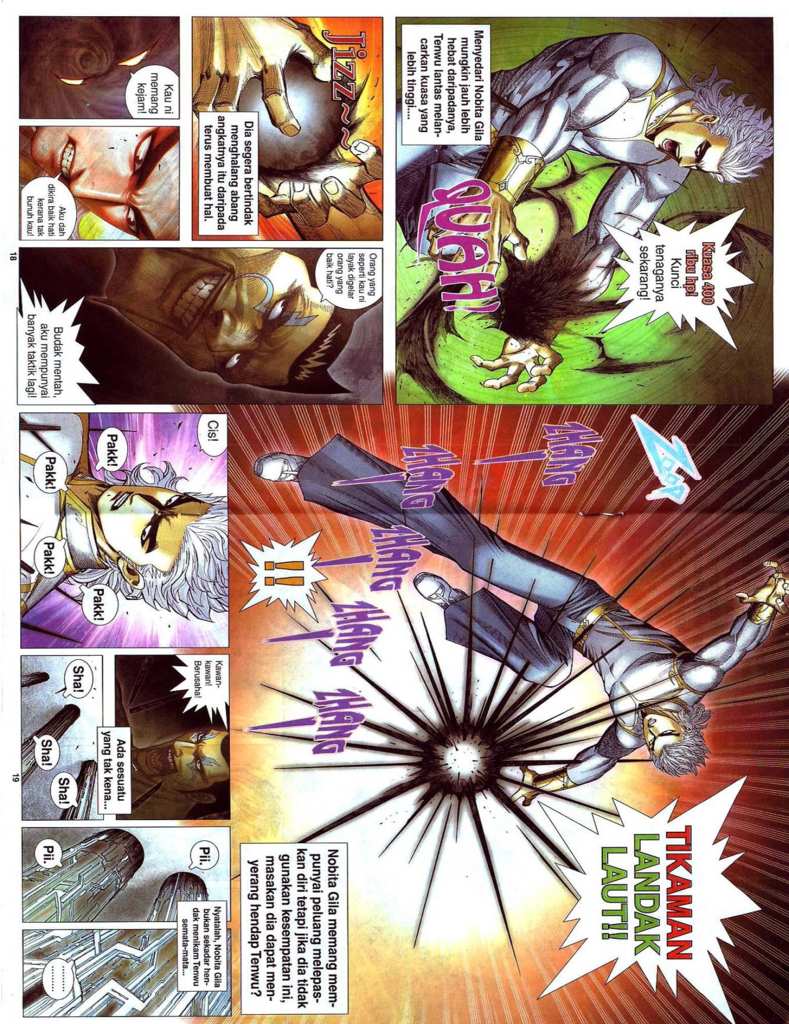 Menyedari Nobita Gila
mungkin jauh lebih
hebat daripadanya,
Tenwu lantas melan-
carkan kuasa yang
lebih tinggi....
Kuasa 400
ribu hp!
Kunci
tenaganya
sekarang!
QUAH!
Jizz~~
Dia segera bertindak
menghalang abang
angkatnya itu daripada
terus membuat hal.
Kau ni
memang
kejam!
Aku dah
dikira baik hati
kerana tak
bunuh kau!
Orang yang
seperti kau ni
layak digelar
orang yang
baik hati?
Budak mentah,
aku mempunyai
banyak taktik lagi!
18
ZOOP
TIKAMAN
LANDAK
LAUT!!
ZHANG
ZHANG
ZHANG
ZHANG
ZHANG
!!
Nobita Gila memang mem-
punyai peluang melepas-
kan diri tetapi jika dia tidak
gunakan kesempatan ini,
masakan dia dapat men-
yerang hendap Tenwu?
Cis!
Pakk!
Pakk!
Pakk!
Pakk!
Kawan-
kawan!
Berusaha!
Ada sesuatu
yang tak kena...
Sha!
Sha!
Sha!
Pii.
Pii.
Nyatalah, Nobita Gila
bukan sekadar hen-
dak menikam Tenwu
semata-mata...
........
19